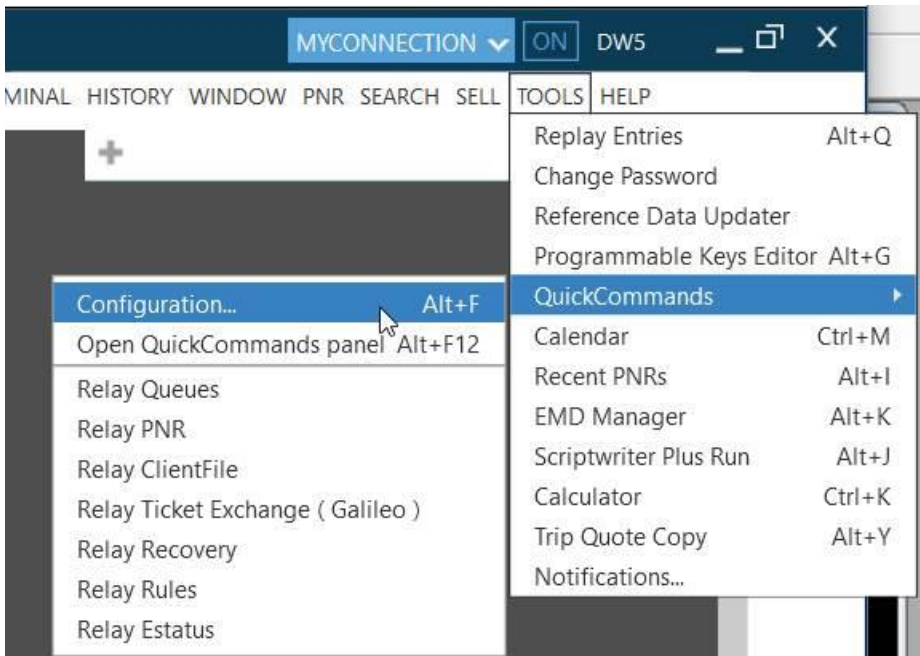 MYCONNECTION ON DW5
MINAL HISTORY WINDOW PNR SEARCH SELL TOOLS HELP
Replay Entries Alt+Q
Change Password
Reference Data Updater
Programmable Keys Editor Alt+G
QuickCommands
Calendar Ctrl+M
Recent PNRs Alt+I
EMD Manager Alt+K
Scriptwriter Plus Run Alt+J
Calculator Ctrl+K
Trip Quote Copy Alt+Y
Notifications...
Configuration... Alt+F
Open QuickCommands panel Alt+F12
Relay Queues
Relay PNR
Relay ClientFile
Relay Ticket Exchange ( Galileo )
Relay Recovery
Relay Rules
Relay Estatus